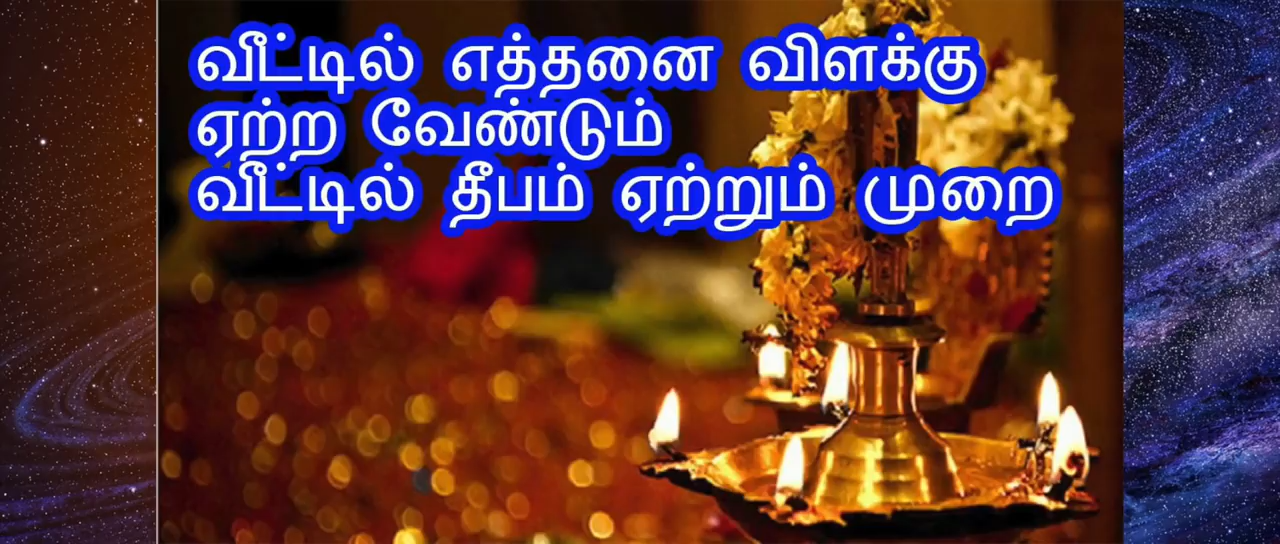 வீட்டில் எத்தனை விளக்கு
ஏற்ற வேண்டும்
வீட்டில் தீபம் ஏற்றும் முறை